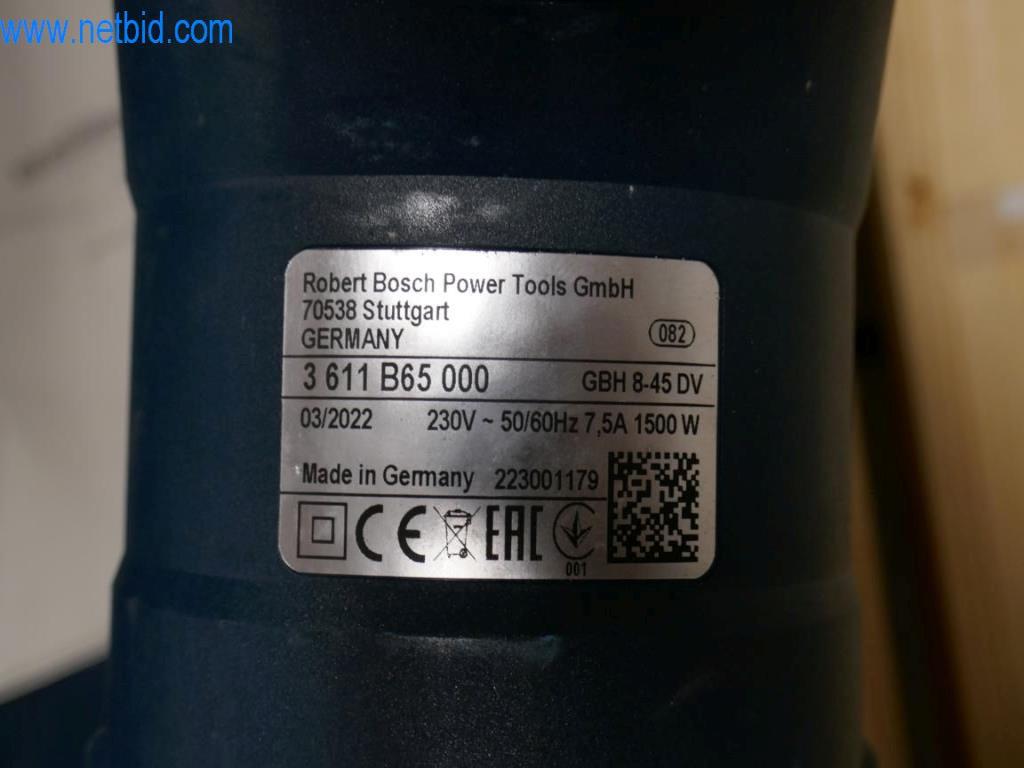 www.netbid.com
Robert Bosch Power Tools GmbH
70538 Stuttgart
GERMANY 082
3 611 B65 000 GBH 8-45 DV
03/2022 230V ~ 50/60Hz 7,5A 1500 W
Made in Germany 223001179
CE EAC
001